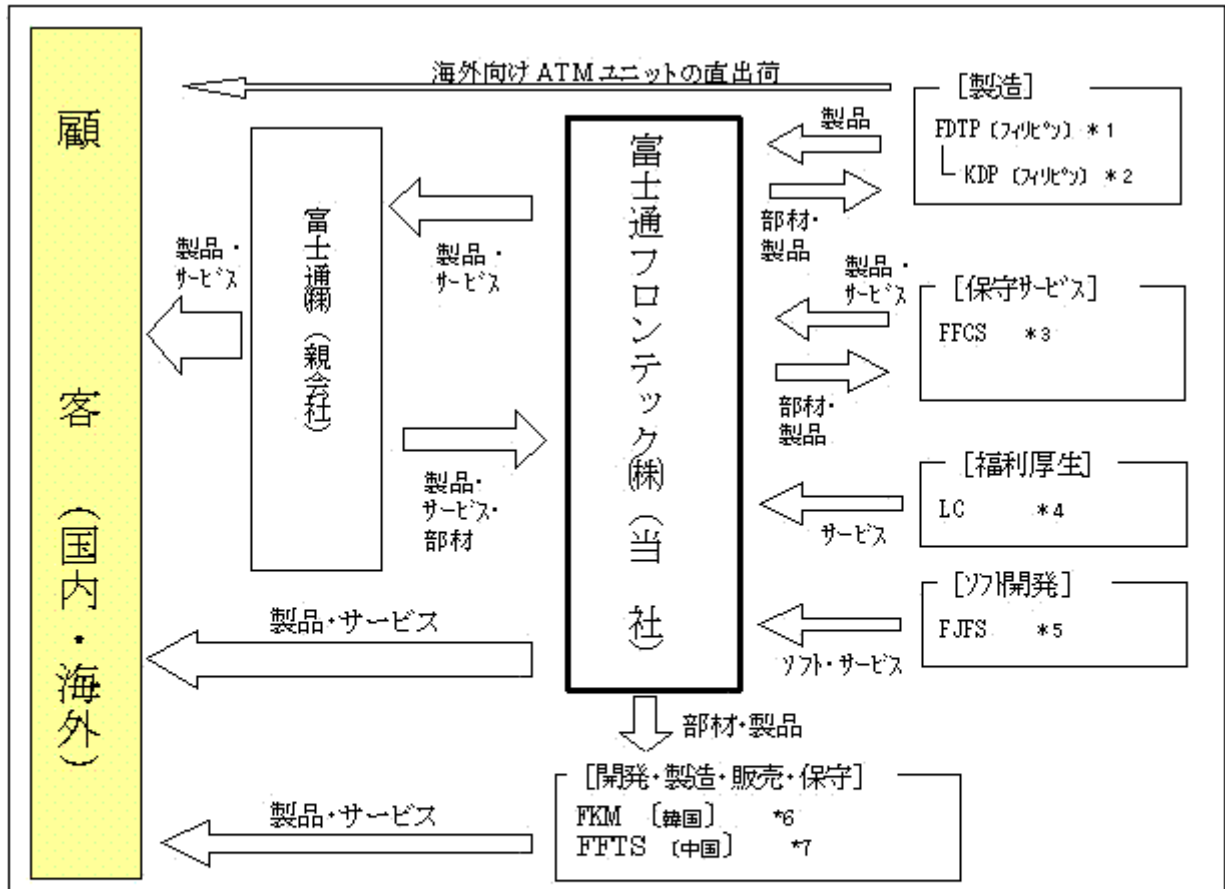 顧客（国内・海外）
海外向けATMユニットの直出荷
［製造］
FDTP〔フィリピン〕 *1
KDP〔フィリピン〕 *2
製品
部材・
製品
富士通㈱（親会社）
富士通フロンテック㈱（当 社）
製品・
サービス
製品・
サービス
製品・
サービス
［保守サービス］
FFCS *3
部材・
製品
製品・
サービス・
部材
［福利厚生］
LC *4
サービス
［ソフト開発］
FJFS *5
ソフト・サービス
製品・サービス
部材・製品
［開発・製造・販売・保守］
FKM 〔韓国〕 *6
FFTS 〔中国〕 *7
製品・サービス